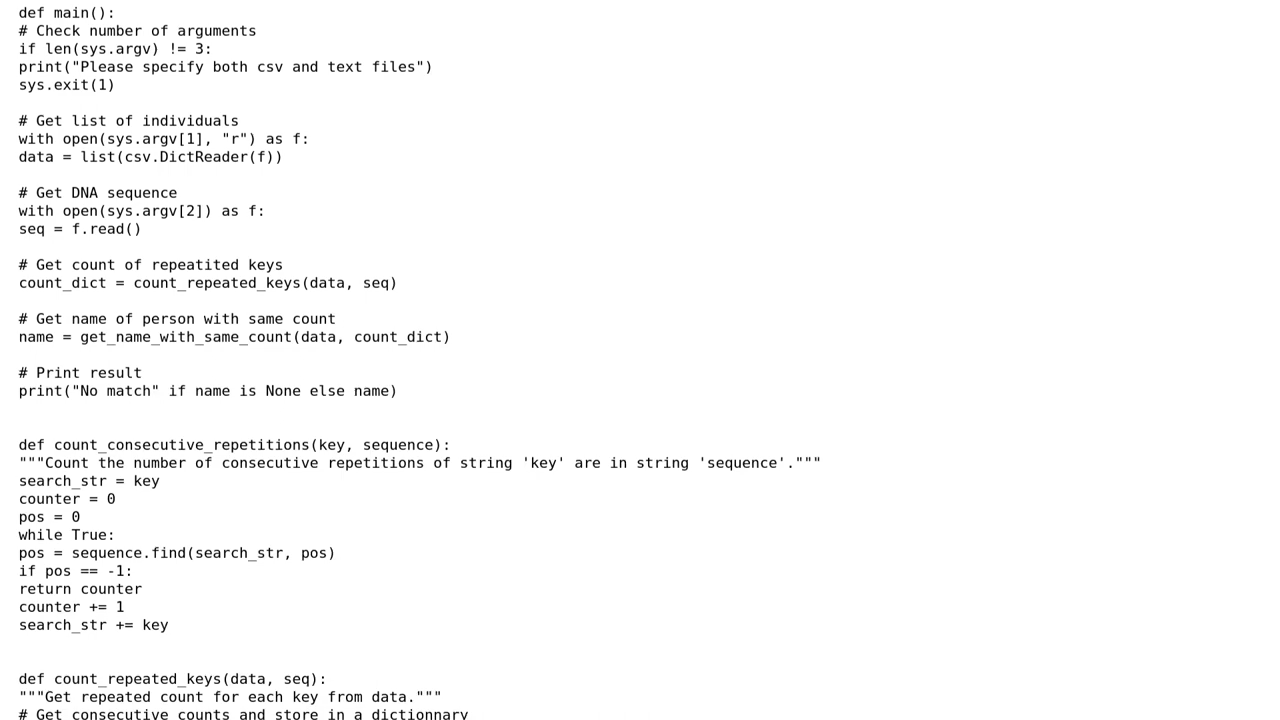 def main():
# Check number of arguments
if len(sys.argv) != 3:
print("Please specify both csv and text files")
sys.exit(1)
# Get list of individuals
with open(sys.argv[1], "r") as f:
data = list(csv.DictReader(f))
# Get DNA sequence
with open(sys.argv[2]) as f:
seq = f.read()
# Get count of repeatited keys
count_dict = count_repeated_keys(data, seq)
# Get name of person with same count
name = get_name_with_same_count(data, count_dict)
# Print result
print("No match" if name is None else name)
def count_consecutive_repetitions(key, sequence):
"""Count the number of consecutive repetitions of string 'key' are in string 'sequence'."""
search_str = key
counter = 0
pos = 0
while True:
pos = sequence.find(search_str, pos)
if pos == -1:
return counter
counter += 1
search_str += key
def count_repeated_keys(data, seq):
"""Get repeated count for each key from data."""
# Get consecutive counts and store in a dictionnary